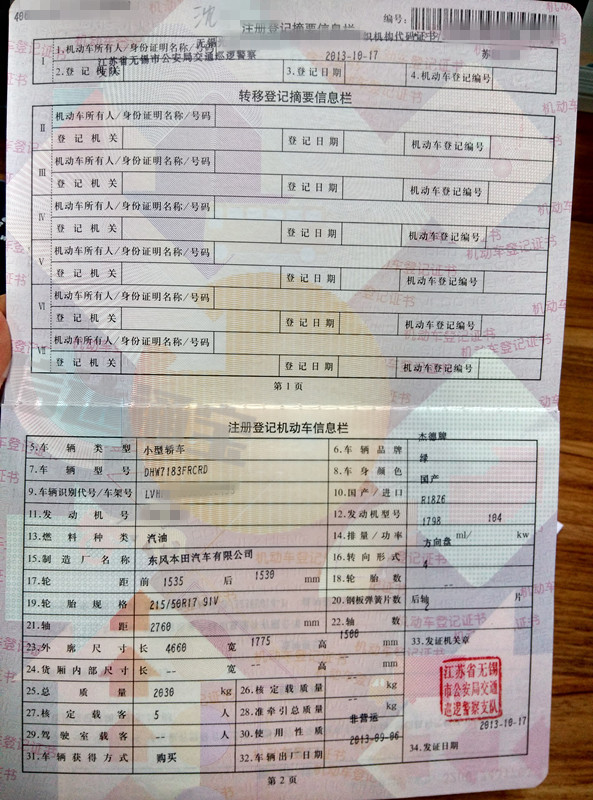 沈
注册登记摘要信息栏
编号:
I
1.机动车所有人/身份证明名称/号码
无锡
组织机构代码证书/
2.登记机关
江苏省无锡市公安局交通巡逻警察支队
3.登记日期
2013-10-17
4.机动车登记编号
苏
转移登记摘要信息栏
II
机动车所有人/身份证明名称/号码
登记机关
登记日期
机动车登记编号
III
机动车所有人/身份证明名称/号码
登记机关
登记日期
机动车登记编号
IV
机动车所有人/身份证明名称/号码
登记机关
登记日期
机动车登记编号
V
机动车所有人/身份证明名称/号码
登记机关
登记日期
机动车登记编号
VI
机动车所有人/身份证明名称/号码
登记机关
登记日期
机动车登记编号
VII
机动车所有人/身份证明名称/号码
登记机关
登记日期
机动车登记编号
第1页
注册登记机动车信息栏
5.车辆类型 小型轿车 6.车辆品牌 杰德牌
7.车辆型号 DHW7183FRCRD 8.车身颜色 绿
9.车辆识别代号/车架号 LVH 10.国产/进口 国产
11.发动机号 12.发动机型号 R18Z6
13.燃料种类 汽油 14.排量/功率 1798 ml/ 104 kw
15.制造厂名称 东风本田汽车有限公司 16.转向形式 方向盘
17.轮距 前 1535 后 1530 mm 18.轮胎数 4
19.轮胎规格 215/50R17 91V 20.钢板弹簧片数 后轴 -- 片
21.轴距 2760 mm 22.轴数 2
23.外廓尺寸 长 4660 宽 1775 高 1500 mm 33.发证机关章
24.货厢内部尺寸 长 -- 宽 -- 高 -- mm
25.总质量 2030 kg 26.核定载质量 -- kg
27.核定载客 5 人 28.准牵引总质量 -- kg
29.驾驶室载客 -- 人 30.使用性质 非营运
31.车辆获得方式 购买 32.车辆出厂日期 2013-09-06 34.发证日期 2013-10-17
江苏省无锡
市公安局交通
巡逻警察支队
第2页